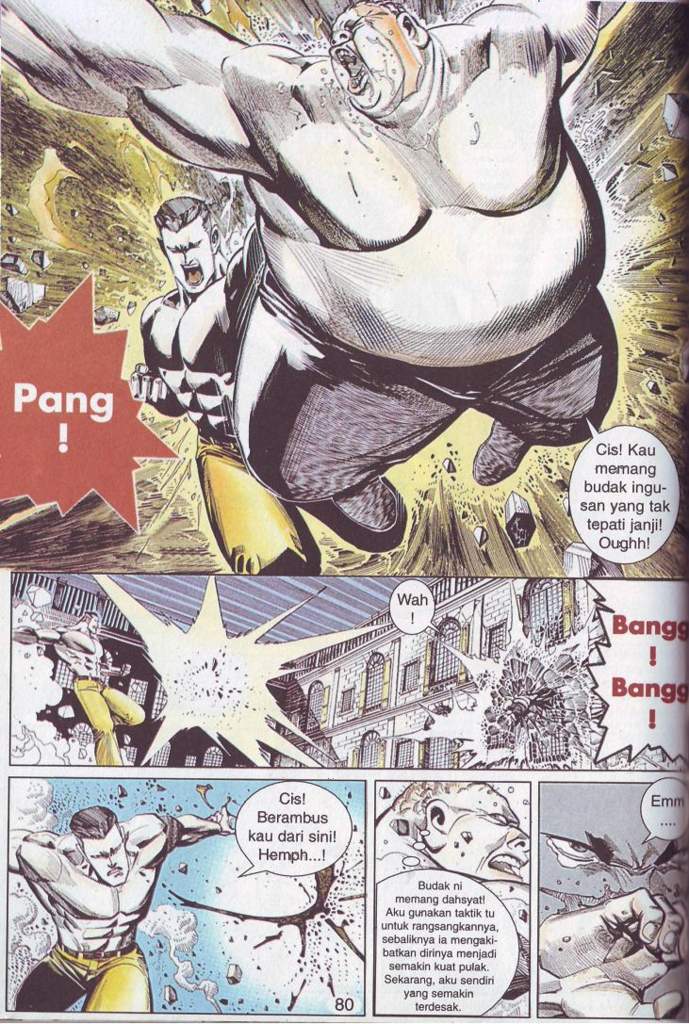 Pang
!
Cis! Kau
memang
budak ingu-
san yang tak
tepati janji!
Oughh!
Wah
!
Bangg
!
Bangg
!
Cis!
Berambus
kau dari sini!
Hemph...!
80
Budak ni
memang dahsyat!
Aku gunakan taktik tu
untuk rangsangkannya,
sebaliknya ia mengaki-
batkan dirinya menjadi
semakin kuat pulak.
Sekarang, aku sendiri
yang semakin
terdesak.
Emm
....